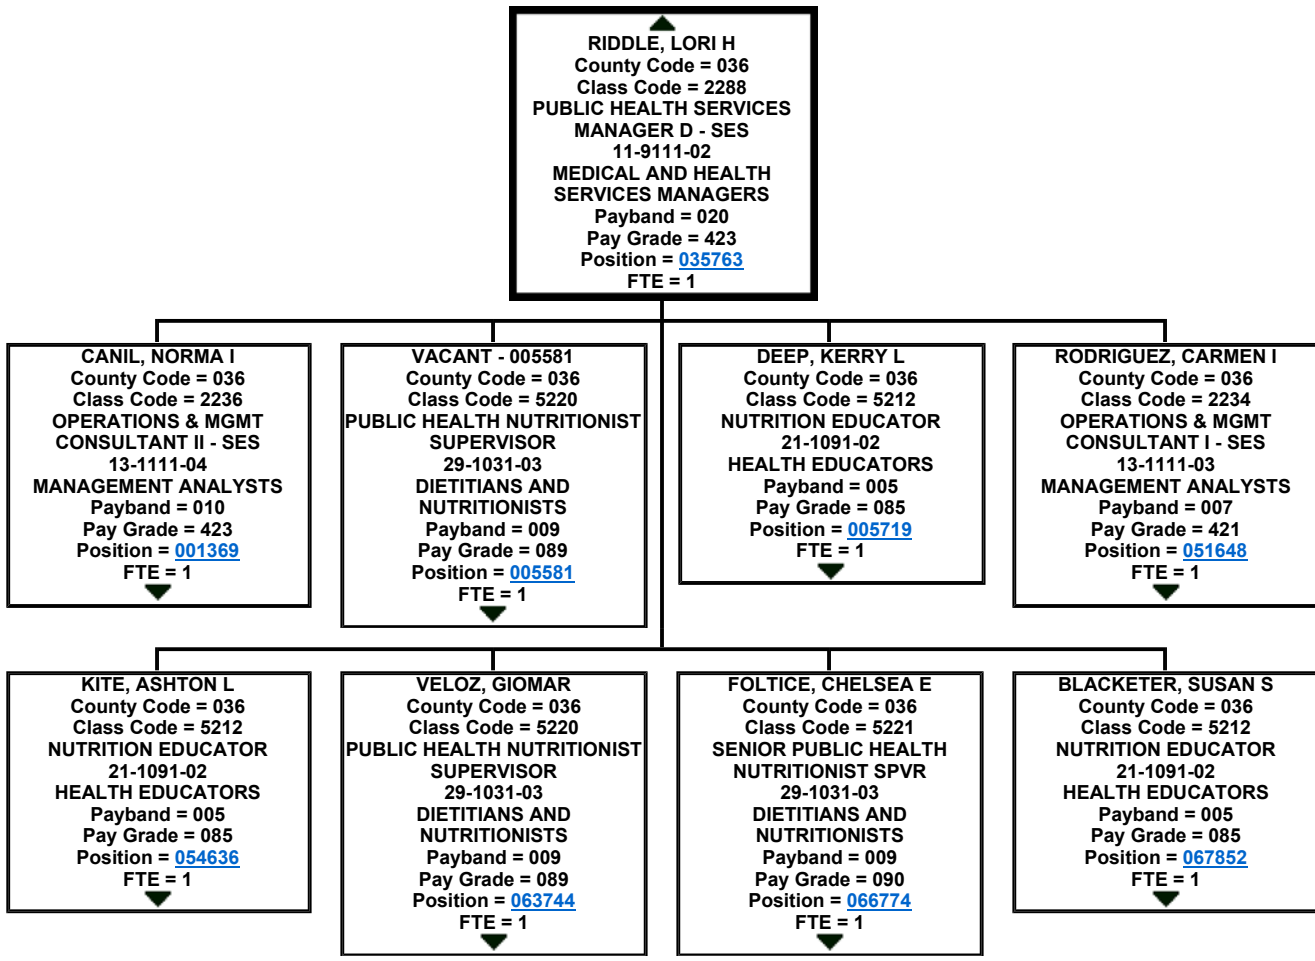 RIDDLE, LORI H
County Code = 036
Class Code = 2288
PUBLIC HEALTH SERVICES
MANAGER D - SES
11-9111-02
MEDICAL AND HEALTH
SERVICES MANAGERS
Payband = 020
Pay Grade = 423
Position = 035763
FTE = 1
CANIL, NORMA I
County Code = 036
Class Code = 2236
OPERATIONS & MGMT
CONSULTANT II - SES
13-1111-04
MANAGEMENT ANALYSTS
Payband = 010
Pay Grade = 423
Position = 001369
FTE = 1
VACANT - 005581
County Code = 036
Class Code = 5220
PUBLIC HEALTH NUTRITIONIST
SUPERVISOR
29-1031-03
DIETITIANS AND
NUTRITIONISTS
Payband = 009
Pay Grade = 089
Position = 005581
FTE = 1
DEEP, KERRY L
County Code = 036
Class Code = 5212
NUTRITION EDUCATOR
21-1091-02
HEALTH EDUCATORS
Payband = 005
Pay Grade = 085
Position = 005719
FTE = 1
RODRIGUEZ, CARMEN I
County Code = 036
Class Code = 2234
OPERATIONS & MGMT
CONSULTANT I - SES
13-1111-03
MANAGEMENT ANALYSTS
Payband = 007
Pay Grade = 421
Position = 051648
FTE = 1
KITE, ASHTON L
County Code = 036
Class Code = 5212
NUTRITION EDUCATOR
21-1091-02
HEALTH EDUCATORS
Payband = 005
Pay Grade = 085
Position = 054636
FTE = 1
VELOZ, GIOMAR
County Code = 036
Class Code = 5220
PUBLIC HEALTH NUTRITIONIST
SUPERVISOR
29-1031-03
DIETITIANS AND
NUTRITIONISTS
Payband = 009
Pay Grade = 089
Position = 063744
FTE = 1
FOLTICE, CHELSEA E
County Code = 036
Class Code = 5221
SENIOR PUBLIC HEALTH
NUTRITIONIST SPVR
29-1031-03
DIETITIANS AND
NUTRITIONISTS
Payband = 009
Pay Grade = 090
Position = 066774
FTE = 1
BLACKETER, SUSAN S
County Code = 036
Class Code = 5212
NUTRITION EDUCATOR
21-1091-02
HEALTH EDUCATORS
Payband = 005
Pay Grade = 085
Position = 067852
FTE = 1